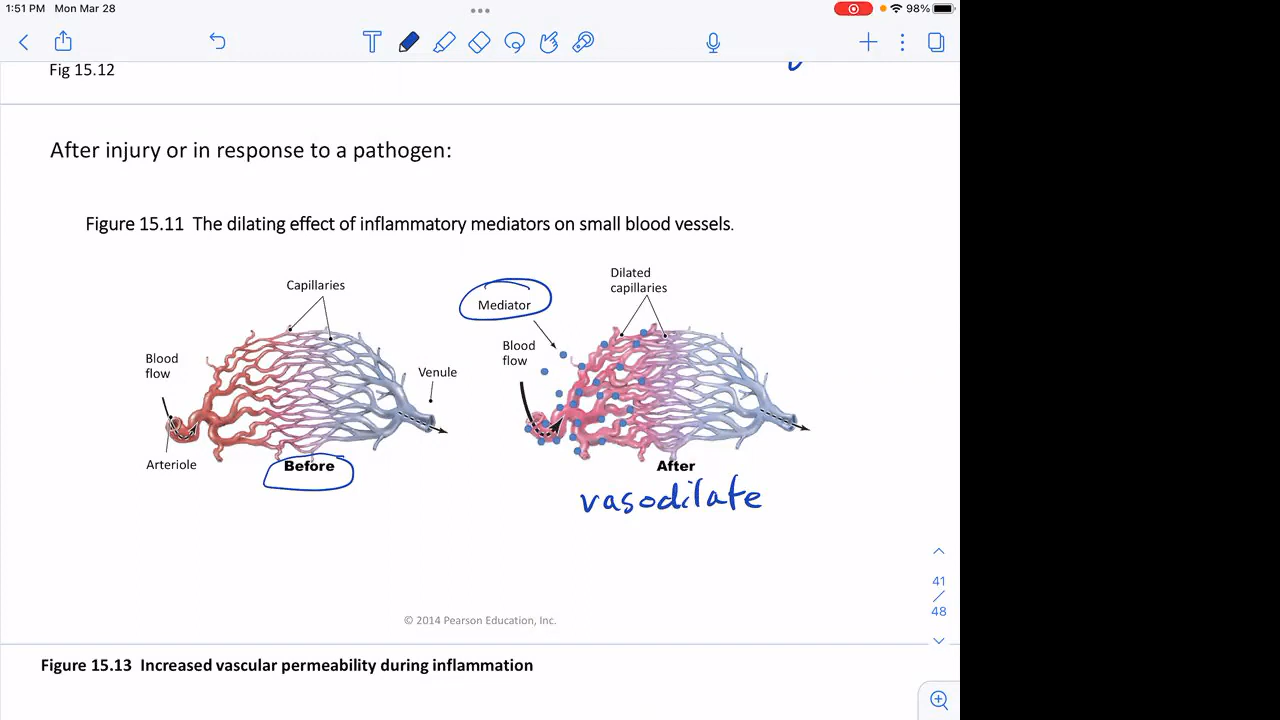 1:51 PM Mon Mar 28
98%
T
Fig 15.12
After injury or in response to a pathogen:
Figure 15.11 The dilating effect of inflammatory mediators on small blood vessels.
Capillaries
Blood
flow
Venule
Arteriole
Before
Mediator
Dilated
capillaries
Blood
flow
After
vasodilate
41
/
48
© 2014 Pearson Education, Inc.
Figure 15.13 Increased vascular permeability during inflammation